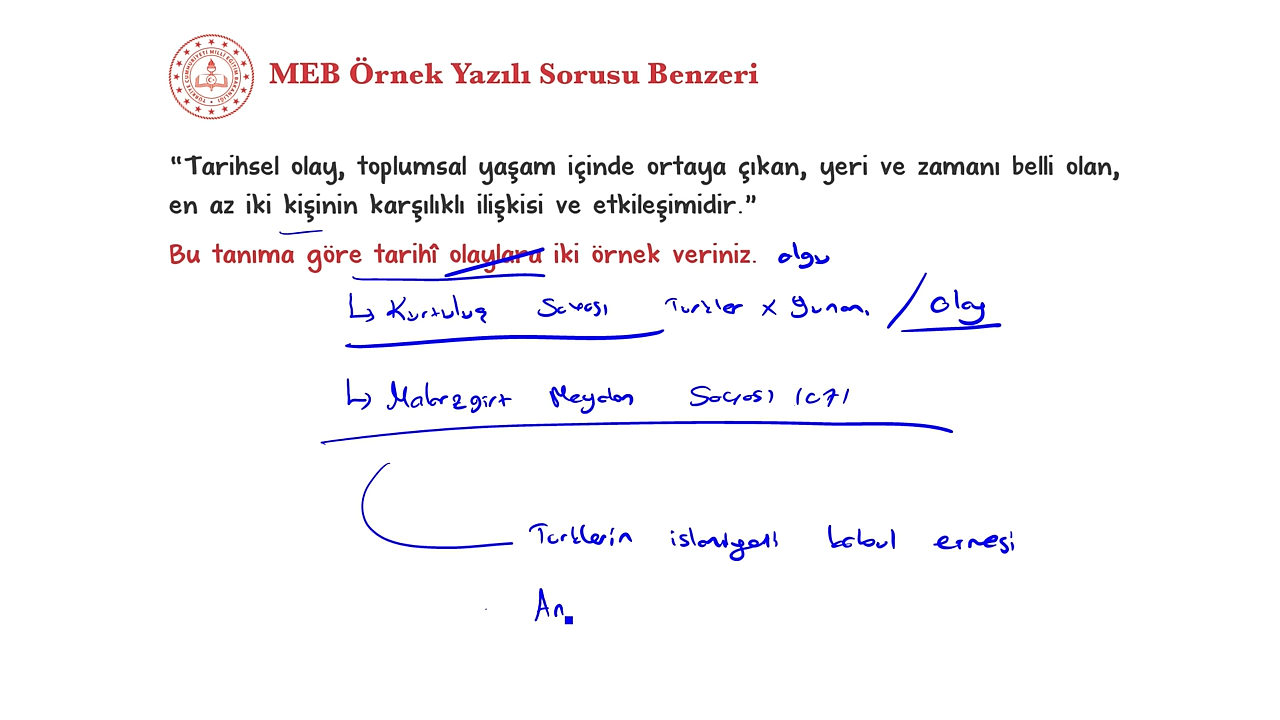 MEB Örnek Yazılı Sorusu Benzeri
"Tarihsel olay, toplumsal yaşam içinde ortaya çıkan, yeri ve zamanı belli olan,
en az iki kişinin karşılıklı ilişkisi ve etkileşimidir."
Bu tanıma göre tarihî olaylara iki örnek veriniz. olgu
↳ Kurtuluş Savaşı Türkler x Yunan / Olay
↳ Malazgirt Meydan Savaşı 1071
Türklerin islamiyeti kabul etmesi
An